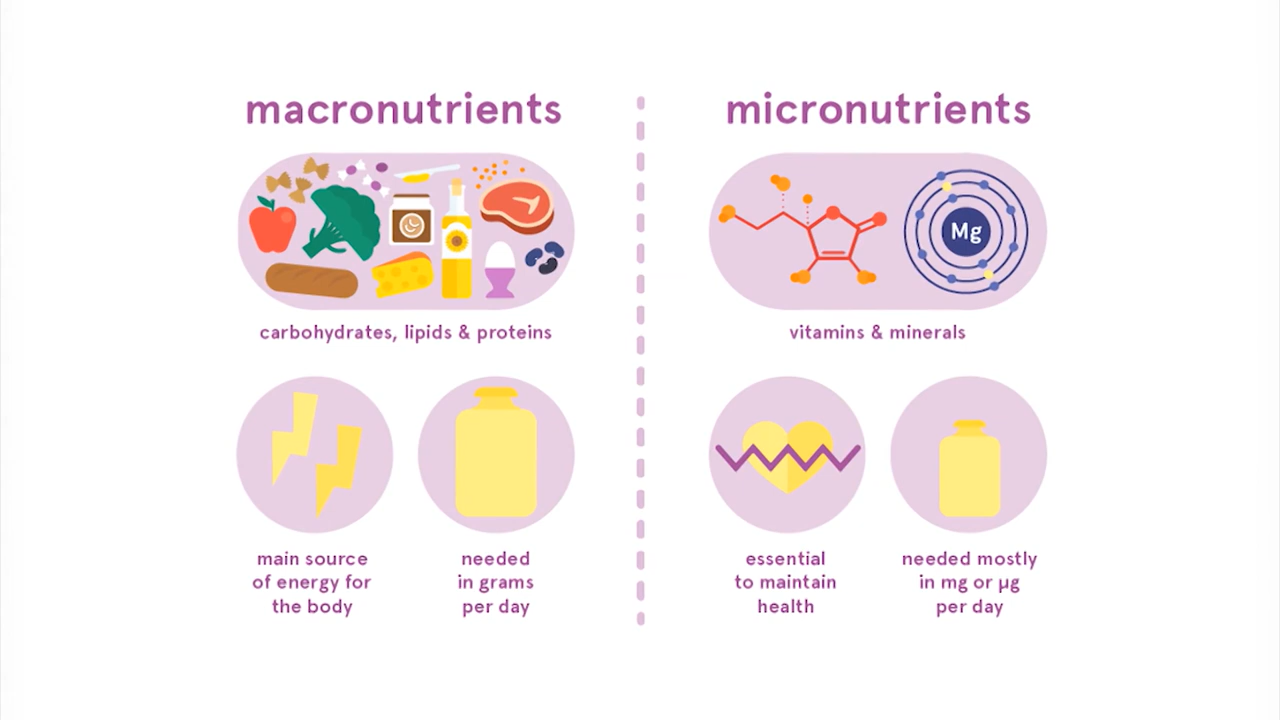 macronutrients
carbohydrates, lipids & proteins
main source
of energy for
the body
needed
in grams
per day
micronutrients
Mg
vitamins & minerals
essential
to maintain
health
needed mostly
in mg or µg
per day